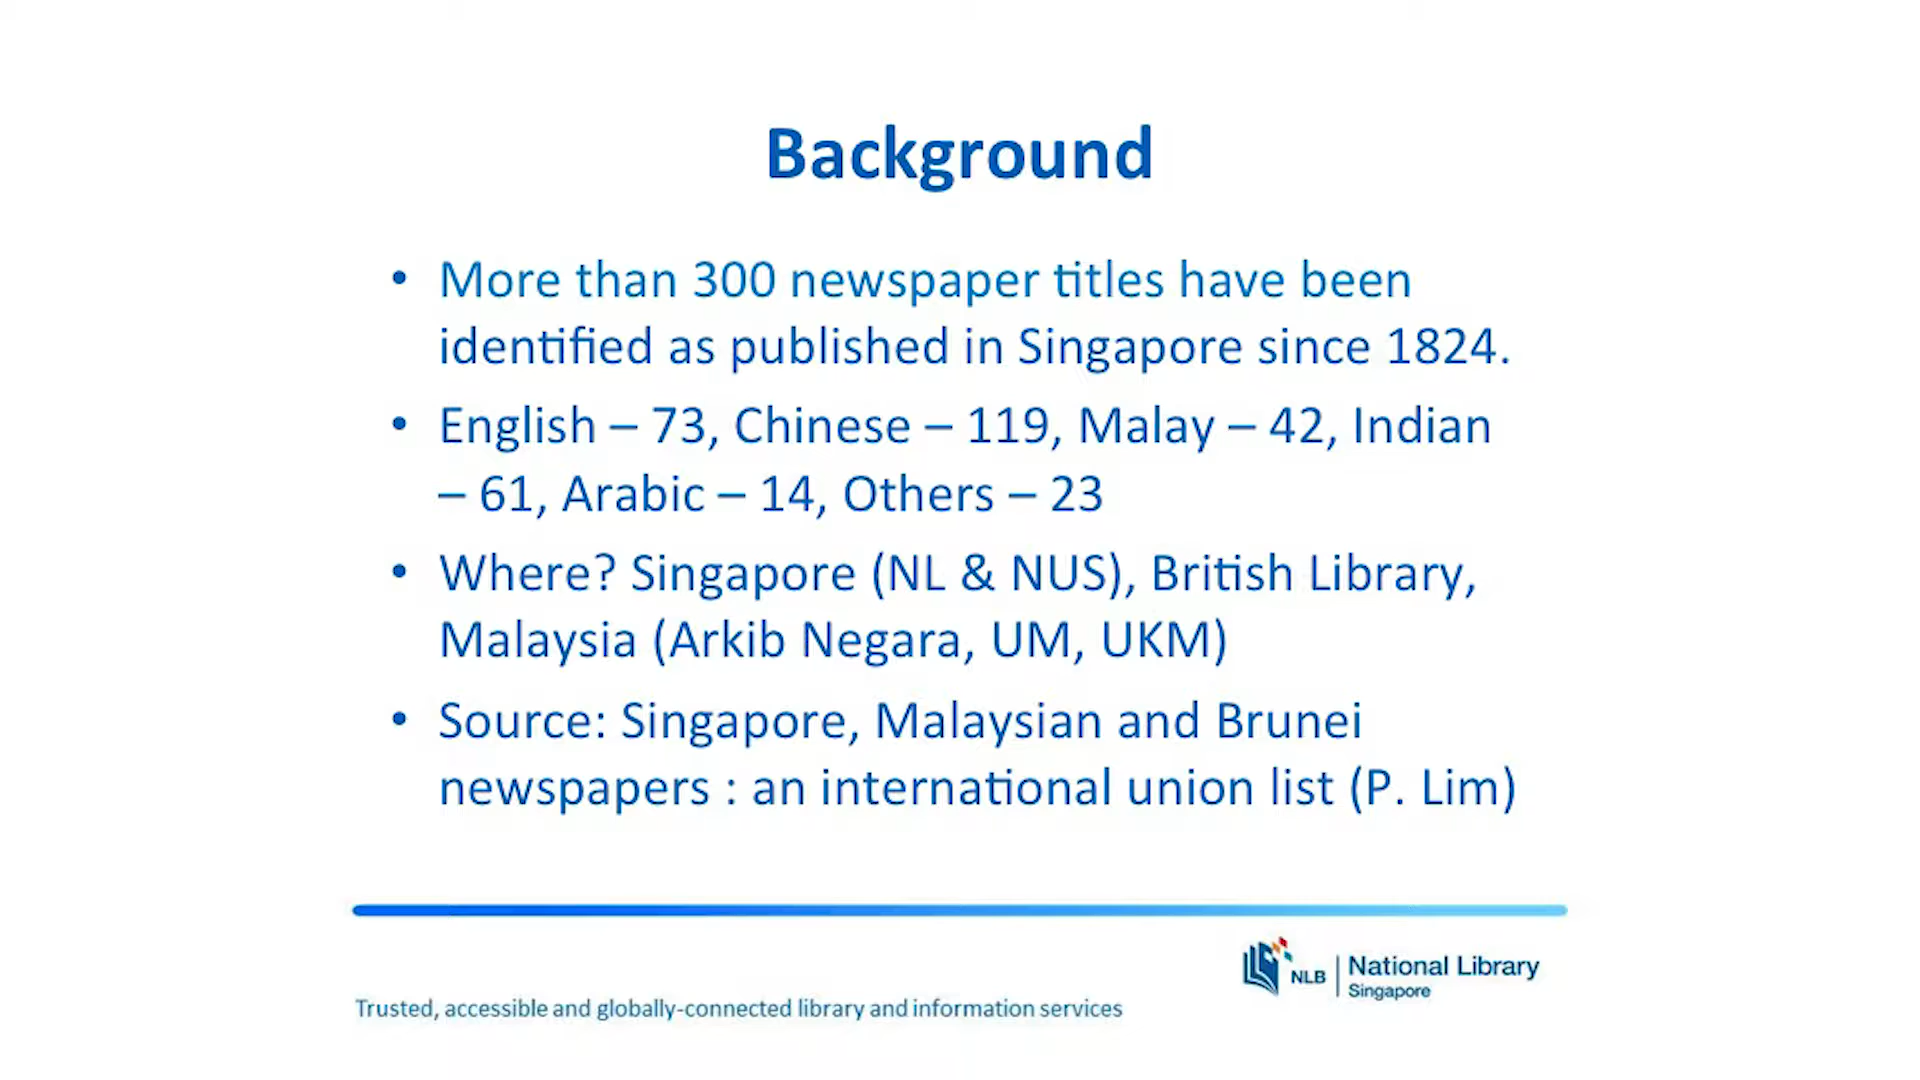 Background
• More than 300 newspaper titles have been
identified as published in Singapore since 1824.
• English – 73, Chinese – 119, Malay – 42, Indian
– 61, Arabic – 14, Others – 23
• Where? Singapore (NL & NUS), British Library,
Malaysia (Arkib Negara, UM, UKM)
• Source: Singapore, Malaysian and Brunei
newspapers : an international union list (P. Lim)
NLB | National Library
Singapore
Trusted, accessible and globally-connected library and information services